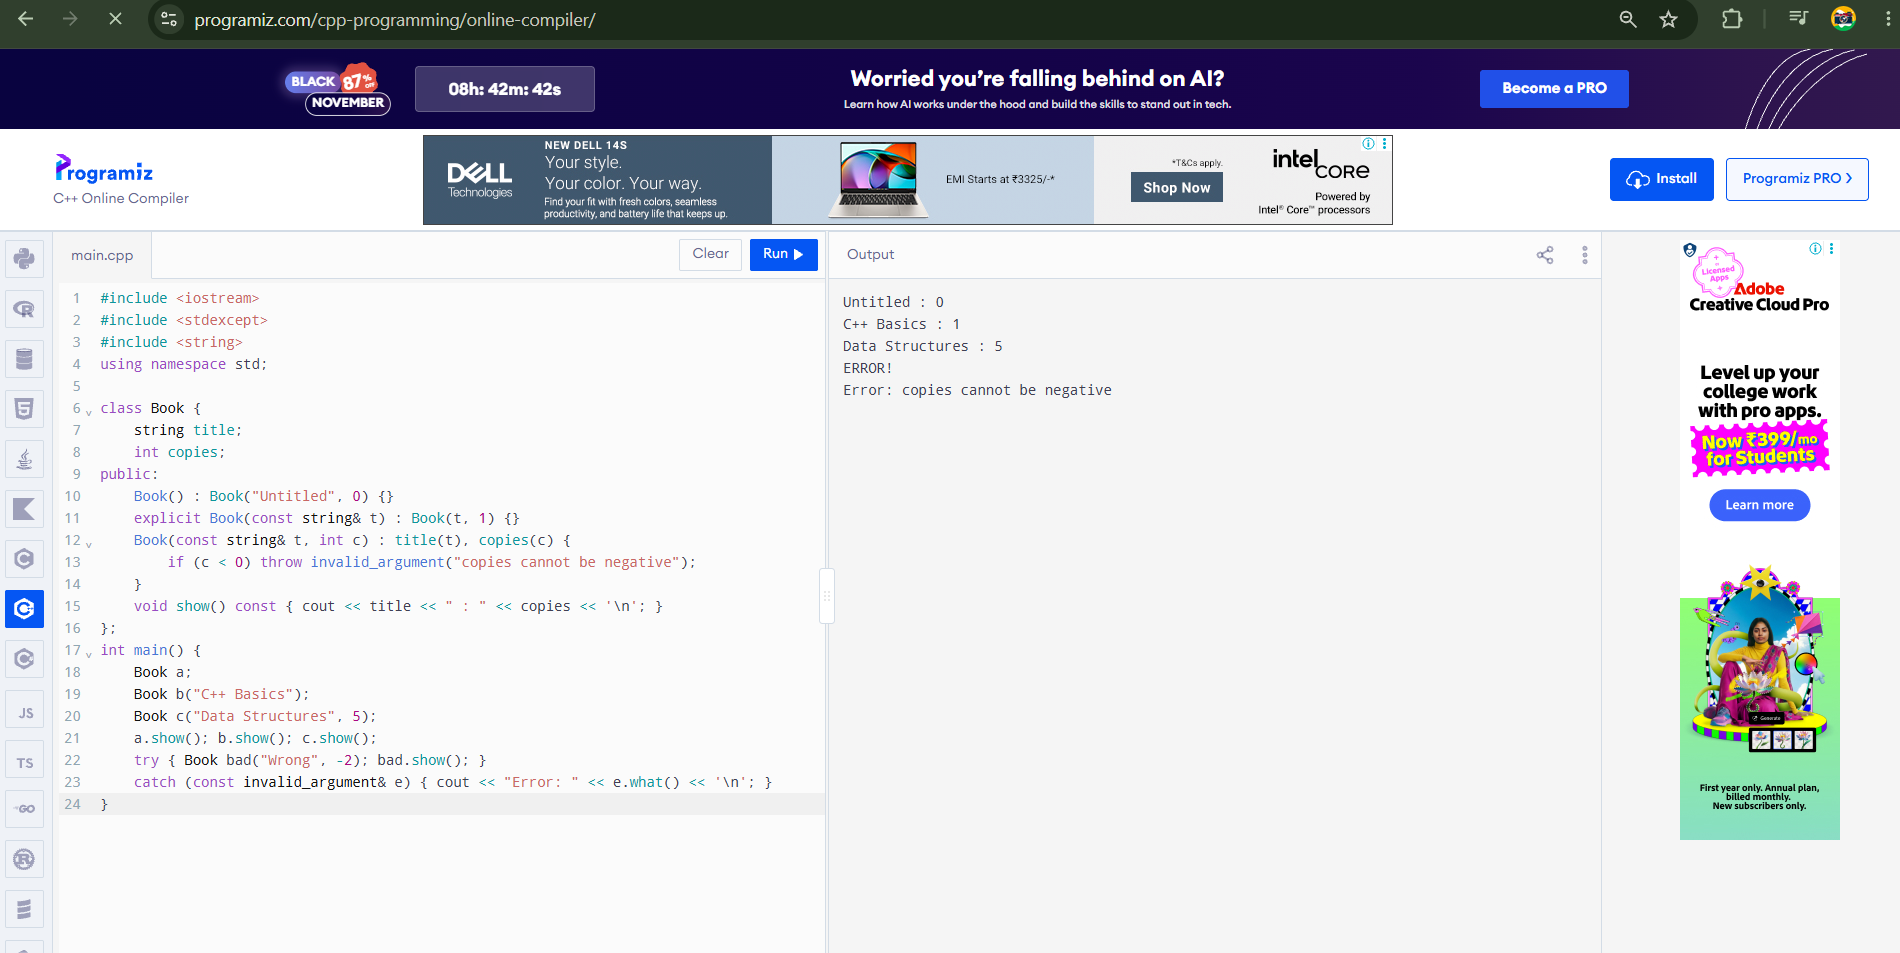 programiz.com/cpp-programming/online-compiler/
BLACK 87% OFF
NOVEMBER
08h: 42m: 42s
Worried you’re falling behind on AI?
Learn how AI works under the hood and build the skills to stand out in tech.
Become a PRO
Programiz
C++ Online Compiler
DELL
Technologies
NEW DELL 14S
Your style.
Your color. Your way.
Find your fit with fresh colors, seamless
productivity, and battery life that keeps up.
EMI Starts at ₹3325/-*
*T&Cs apply.
Shop Now
intel
CORE
Powered by
Intel® Core™ processors
Install
Programiz PRO
main.cpp
Clear
Run
1 #include <iostream>
2 #include <stdexcept>
3 #include <string>
4 using namespace std;
5
6 class Book {
7     string title;
8     int copies;
9 public:
10     Book() : Book("Untitled", 0) {}
11     explicit Book(const string& t) : Book(t, 1) {}
12     Book(const string& t, int c) : title(t), copies(c) {
13         if (c < 0) throw invalid_argument("copies cannot be negative");
14     }
15     void show() const { cout << title << " : " << copies << '\n'; }
16 };
17 int main() {
18     Book a;
19     Book b("C++ Basics");
20     Book c("Data Structures", 5);
21     a.show(); b.show(); c.show();
22     try { Book bad("Wrong", -2); bad.show(); }
23     catch (const invalid_argument& e) { cout << "Error: " << e.what() << '\n'; }
24 }
JS
TS
GO
Output
Untitled : 0
C++ Basics : 1
Data Structures : 5
ERROR!
Error: copies cannot be negative
Licensed
Apps
Adobe
Creative Cloud Pro
Level up your
college work
with pro apps.
Now ₹399/mo
for Students
Learn more
Generate
First year only. Annual plan,
billed monthly.
New subscribers only.